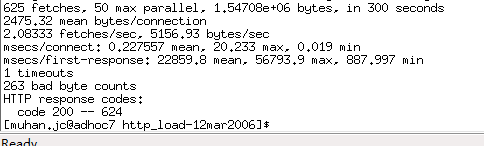 625 fetches, 50 max parallel, 1.54708e+06 bytes, in 300 seconds
2475.32 mean bytes/connection
2.08333 fetches/sec, 5156.93 bytes/sec
msecs/connect: 0.227557 mean, 20.233 max, 0.019 min
msecs/first-response: 22859.8 mean, 56793.9 max, 887.997 min
1 timeouts
263 bad byte counts
HTTP response codes:
  code 200 -- 624
[muhan.jc@adhoc7 http_load-12mar2006]$
Ready